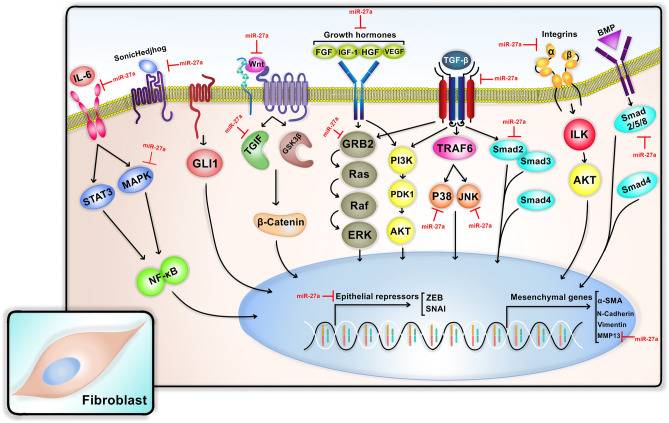 miR-27a
Growth hormones
FGF
IGF-1
HGF
VEGF
IL-6
miR-27a
SonicHedjhog
miR-27a
miR-27a
Wnt
TGF-β
miR-27a
miR-27a
Integrins
α
β
BMP
GLI1
miR-27a
TGIF
GSK3β
β-Catenin
miR-27a
GRB2
Ras
Raf
ERK
PI3K
PDK1
AKT
TRAF6
P38
JNK
miR-27a
miR-27a
miR-27a
Smad2
Smad3
Smad4
ILK
AKT
Smad
2/5/8
miR-27a
Smad4
miR-27a
STAT3
MAPK
NF-κB
miR-27a
Epithelial repressors
ZEB
SNAI
Mesenchymal genes
α-SMA
N-Cadherin
Vimentin
MMP13
miR-27a
Fibroblast